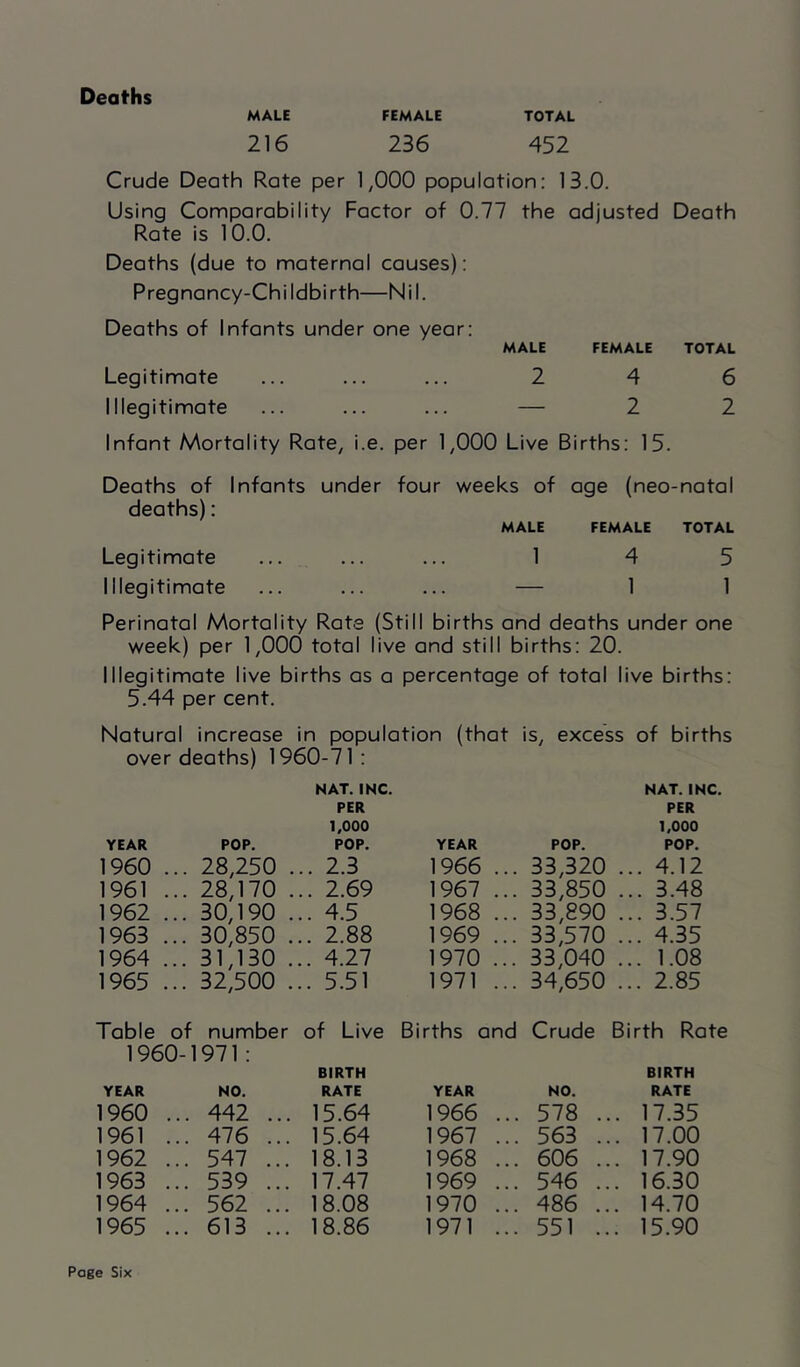 Deaths
MALE FEMALE TOTAL
216 236 452
Crude Death Rate per 1,000 population: 13.0.
Using Comparability Factor of 0.77 the adjusted Death
Rate is 10.0.
Deaths (due to maternal causes):
Pregnancy-Childbirth—Nil.
Deaths of Infants under one year:
MALE FEMALE TOTAL
Legitimate ... ... ... 2 4 6
Illegitimate ... ... ... — 2 2
Infant Mortality Rate, i.e. per 1,000 Live Births: 15.
Deaths of Infants under four weeks of age (neo-natal
deaths):
MALE FEMALE TOTAL
Legitimate ... ... ... 1 4 5
Illegitimate ... ... ... — 1 1
Perinatal Mortality Rate (Still births and deaths under one
week) per 1,000 total live and still births: 20.
Illegitimate live births as a percentage of total live births:
5.44 per cent.
Natural increase in population (that is, excess of births
over deaths) 1960-71:
NAT. INC. NAT. INC.
PER PER
1,000 1,000
YEAR POP. POP. YEAR POP. POP.
1960 ... 28,250 ... 2.3 1966 ... 33,320 ... 4.12
1961 ... 28,170 ... 2.69 1967 ... 33,850 ... 3.48
1962 ... 30,190 ... 4.5 1968 ... 33,890 ... 3.57
1963 ... 30,850 ... 2.88 1969 ... 33,570 ... 4.35
1964 ... 31,130 ... 4.27 1970 ... 33,040 ... 1.08
1965 ... 32,500 ... 5.51 1971 ... 34,650 ... 2.85
Table of number of Live Births and Crude Birth Rate
1960-1971:
BIRTH BIRTH
YEAR NO. RATE YEAR NO. RATE
1960 ... 442 ... 15.64 1966 ... 578 ... 17.35
1961 ... 476 ... 15.64 1967 ... 563 ... 17.00
1962 ... 547 ... 18.13 1968 ... 606 ... 17.90
1963 ... 539 ... 17.47 1969 ... 546 ... 16.30
1964 ... 562 ... 18.08 1970 ... 486 ... 14.70
1965 ... 613 ... 18.86 1971 ... 551 ... 15.90
Page Six